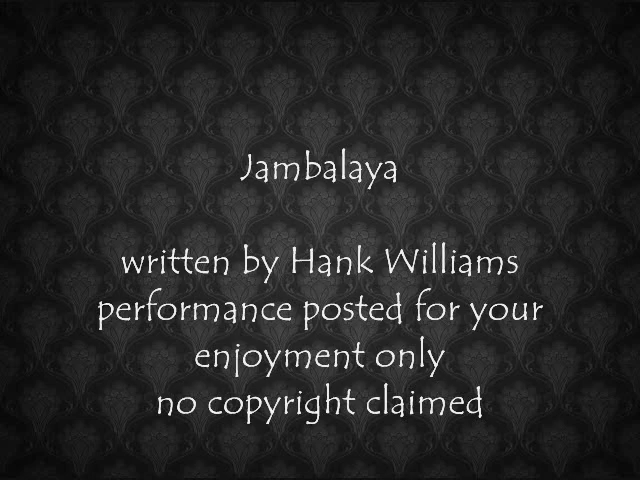 Jambalaya
written by Hank Williams
performance posted for your
enjoyment only
no copyright claimed